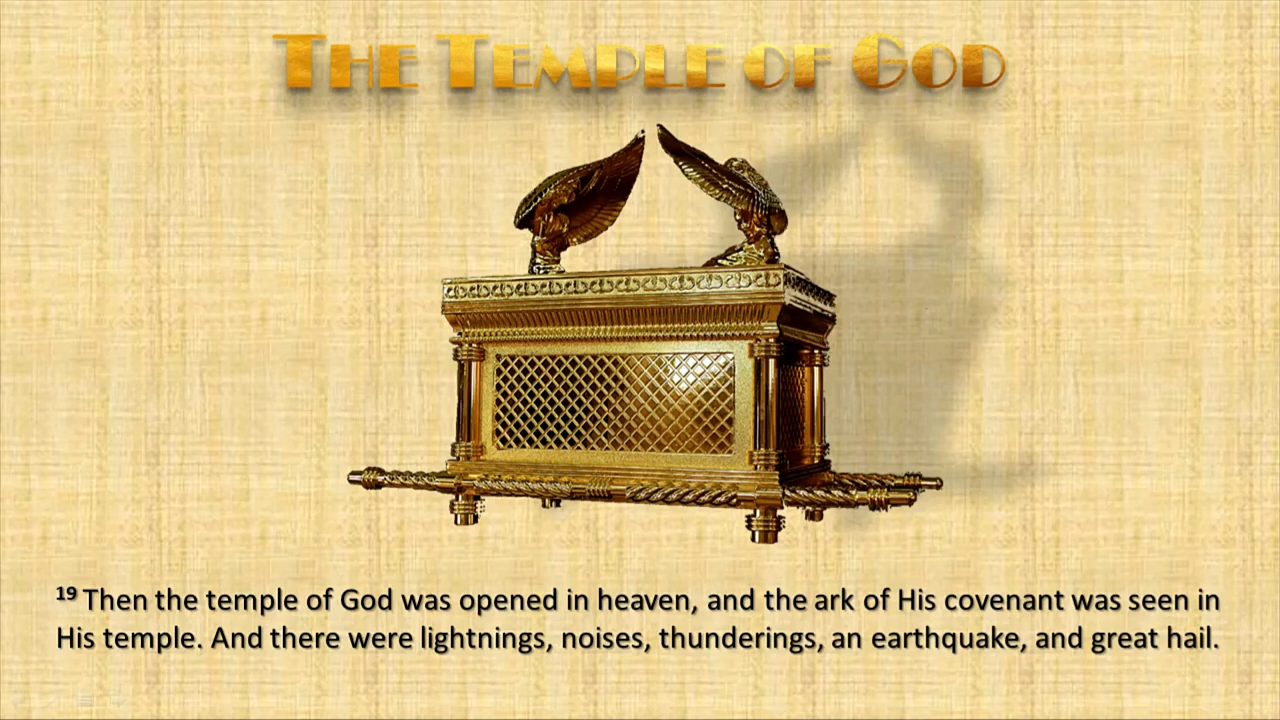 The Temple of God
19 Then the temple of God was opened in heaven, and the ark of His covenant was seen in
His temple. And there were lightnings, noises, thunderings, an earthquake, and great hail.